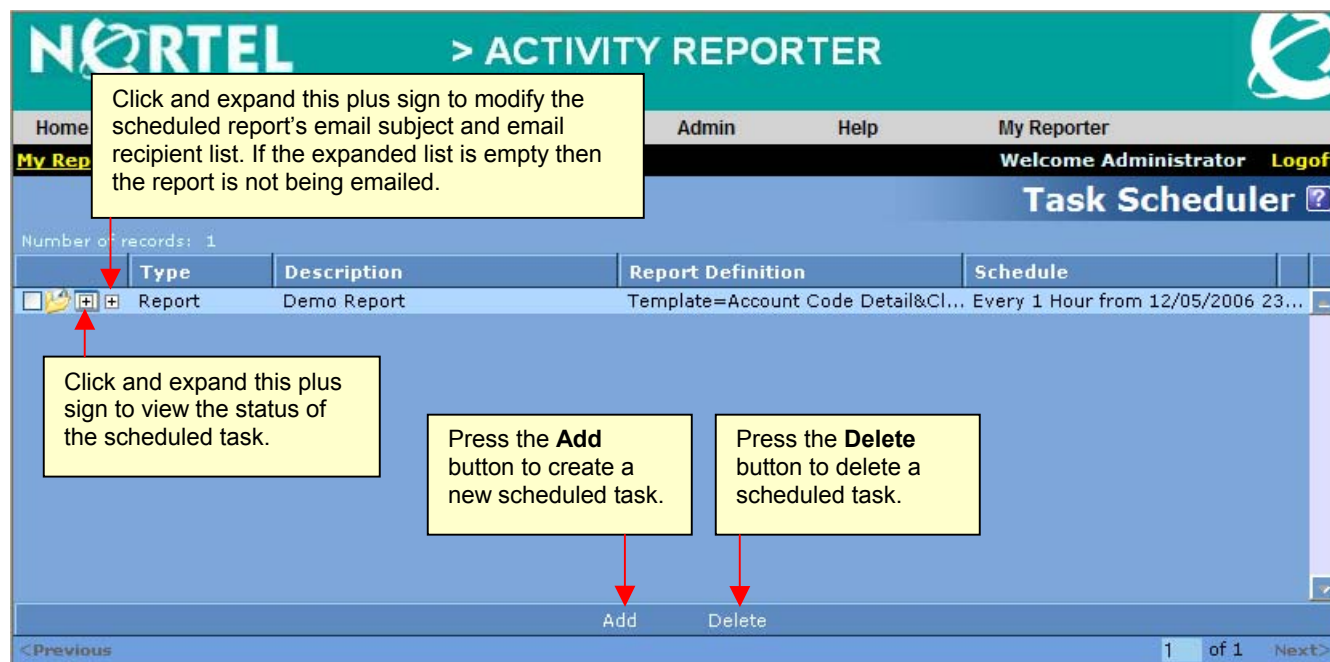 NORTEL > ACTIVITY REPORTER
Click and expand this plus sign to modify the
scheduled report's email subject and email
recipient list. If the expanded list is empty then
the report is not being emailed.
Home Admin Help My Reporter
My Rep Welcome Administrator Logof
Task Scheduler ?
Number of records: 1
Type Description Report Definition Schedule
Report Demo Report Template=Account Code Detail&Cl... Every 1 Hour from 12/05/2006 23...
Click and expand this plus
sign to view the status of
the scheduled task.
Press the Add
button to create a
new scheduled task.
Press the Delete
button to delete a
scheduled task.
Add Delete
<Previous 1 of 1 Next>